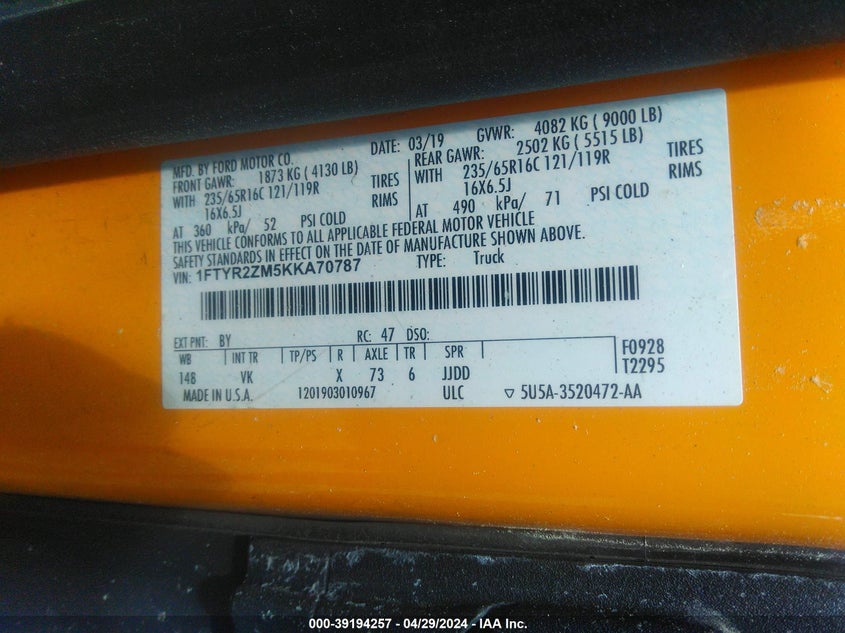 MFD. BY FORD MOTOR CO. DATE: 03/19 GVWR: 4082 KG ( 9000 LB)
FRONT GAWR: 1873 KG ( 4130 LB) REAR GAWR: 2502 KG ( 5515 LB)
WITH 235/65R16C 121/119R TIRES WITH 235/65R16C 121/119R TIRES
16X6.5J RIMS 16X6.5J RIMS
AT 360 kPa/ 52 PSI COLD AT 490 kPa/ 71 PSI COLD
THIS VEHICLE CONFORMS TO ALL APPLICABLE FEDERAL MOTOR VEHICLE
SAFETY STANDARDS IN EFFECT ON THE DATE OF MANUFACTURE SHOWN ABOVE.
VIN: 1FTYR2ZM5KKA70787 TYPE: Truck
EXT PNT: BY RC: 47 DSO:
WB INT TR TP/PS R AXLE TR SPR F0928
148 VK X 73 6 JJDD T2295
MADE IN U.S.A. 1201903010967 ULC ▽ 5U5A-3520472-AA
000-39194257 - 04/29/2024 - IAA Inc.